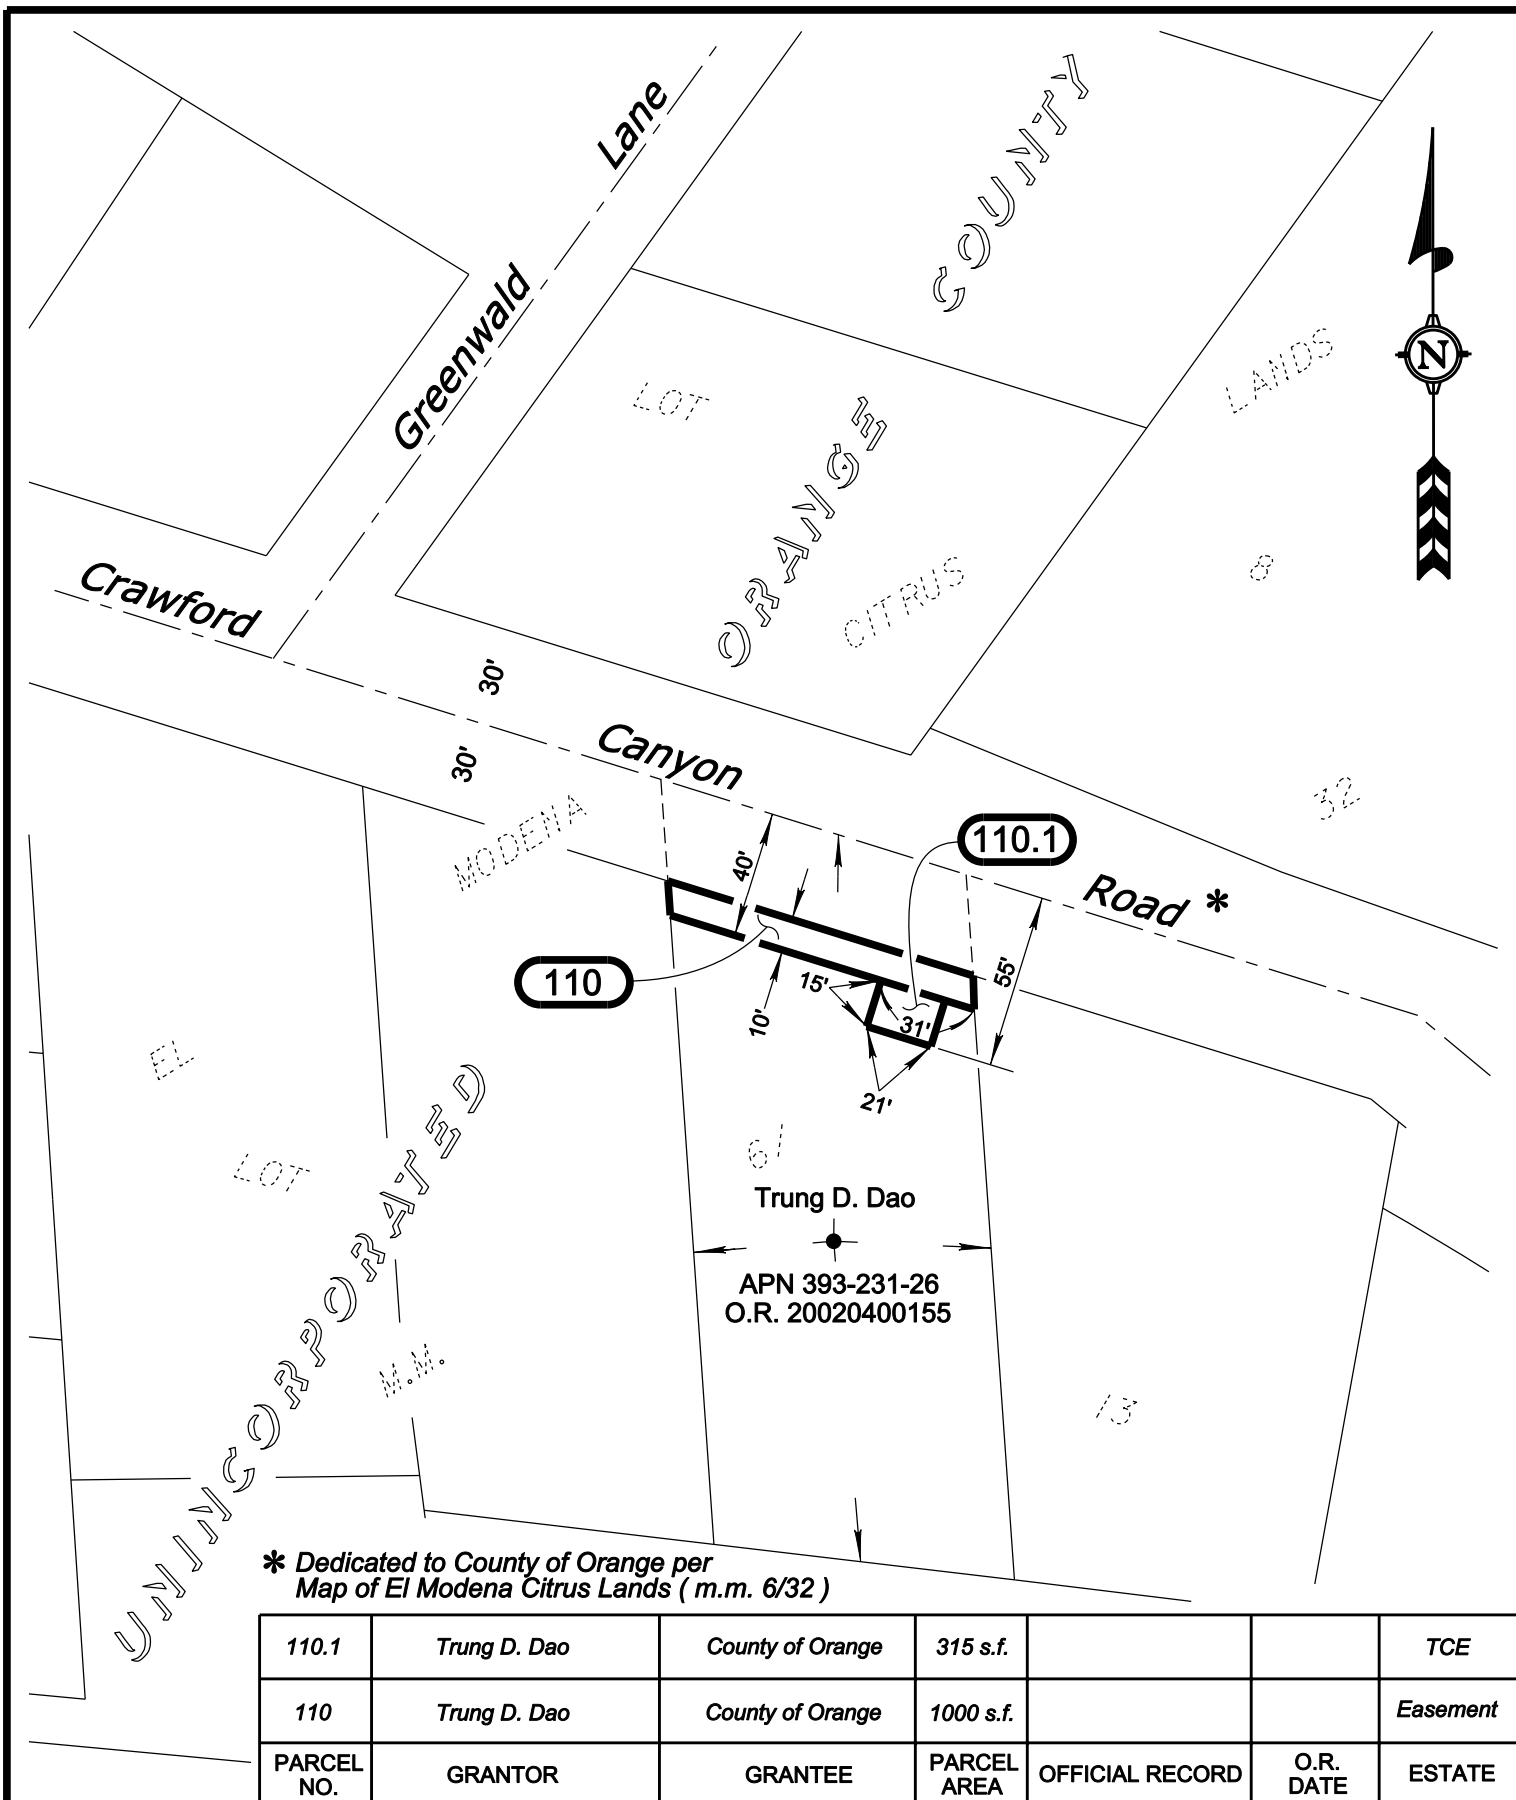 Greenwald Lane
COUNTY
N
LANDS
LOT
ORANGE
CITRUS
8
Crawford Canyon Road *
30'
30'
32
MODENA
40'
110.1
110
55'
15'
10'
31'
21'
EL
UNINCORPORATED
LOT
61
Trung D. Dao
APN 393-231-26
O.R. 20020400155
M.M.
13
* Dedicated to County of Orange per
Map of El Modena Citrus Lands ( m.m. 6/32 )
110.1 Trung D. Dao County of Orange 315 s.f. TCE
110 Trung D. Dao County of Orange 1000 s.f. Easement
PARCEL NO. GRANTOR GRANTEE PARCEL AREA OFFICIAL RECORD O.R. DATE ESTATE